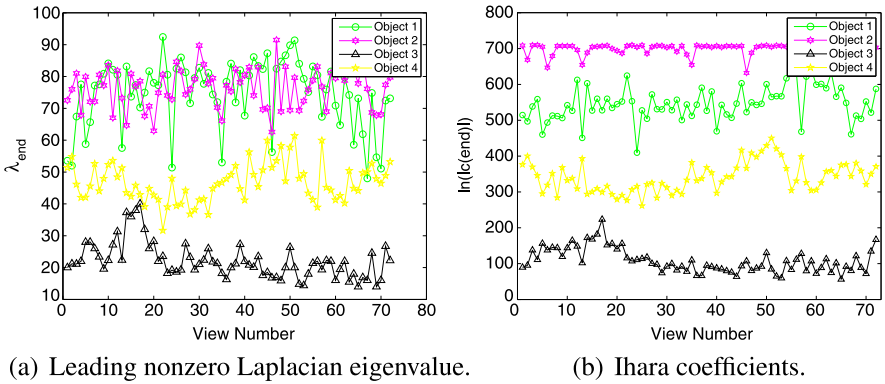 100
90
80
70
60
50
40
30
20
10
0 10 20 30 40 50 60 70 80
λend
View Number
Object 1
Object 2
Object 3
Object 4
(a) Leading nonzero Laplacian eigenvalue.
800
700
600
500
400
300
200
100
0
0 10 20 30 40 50 60 70
ln(|c(end)|)
View Number
Object 1
Object 2
Object 3
Object 4
(b) Ihara coefficients.